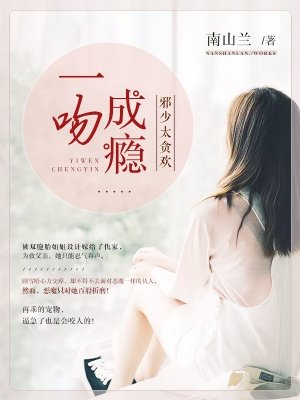 南山兰 /著
NANSHANLAN/WORKS
一吻成瘾
邪少太贪欢
YIWEN
CHENGYIN
被双胞胎姐姐设计嫁给了仇家,
为救父亲, 她只能忍气吞声。
然而, 恶魔只对她百般折磨!
再乖的宠物,
逼急了也是会咬人的!